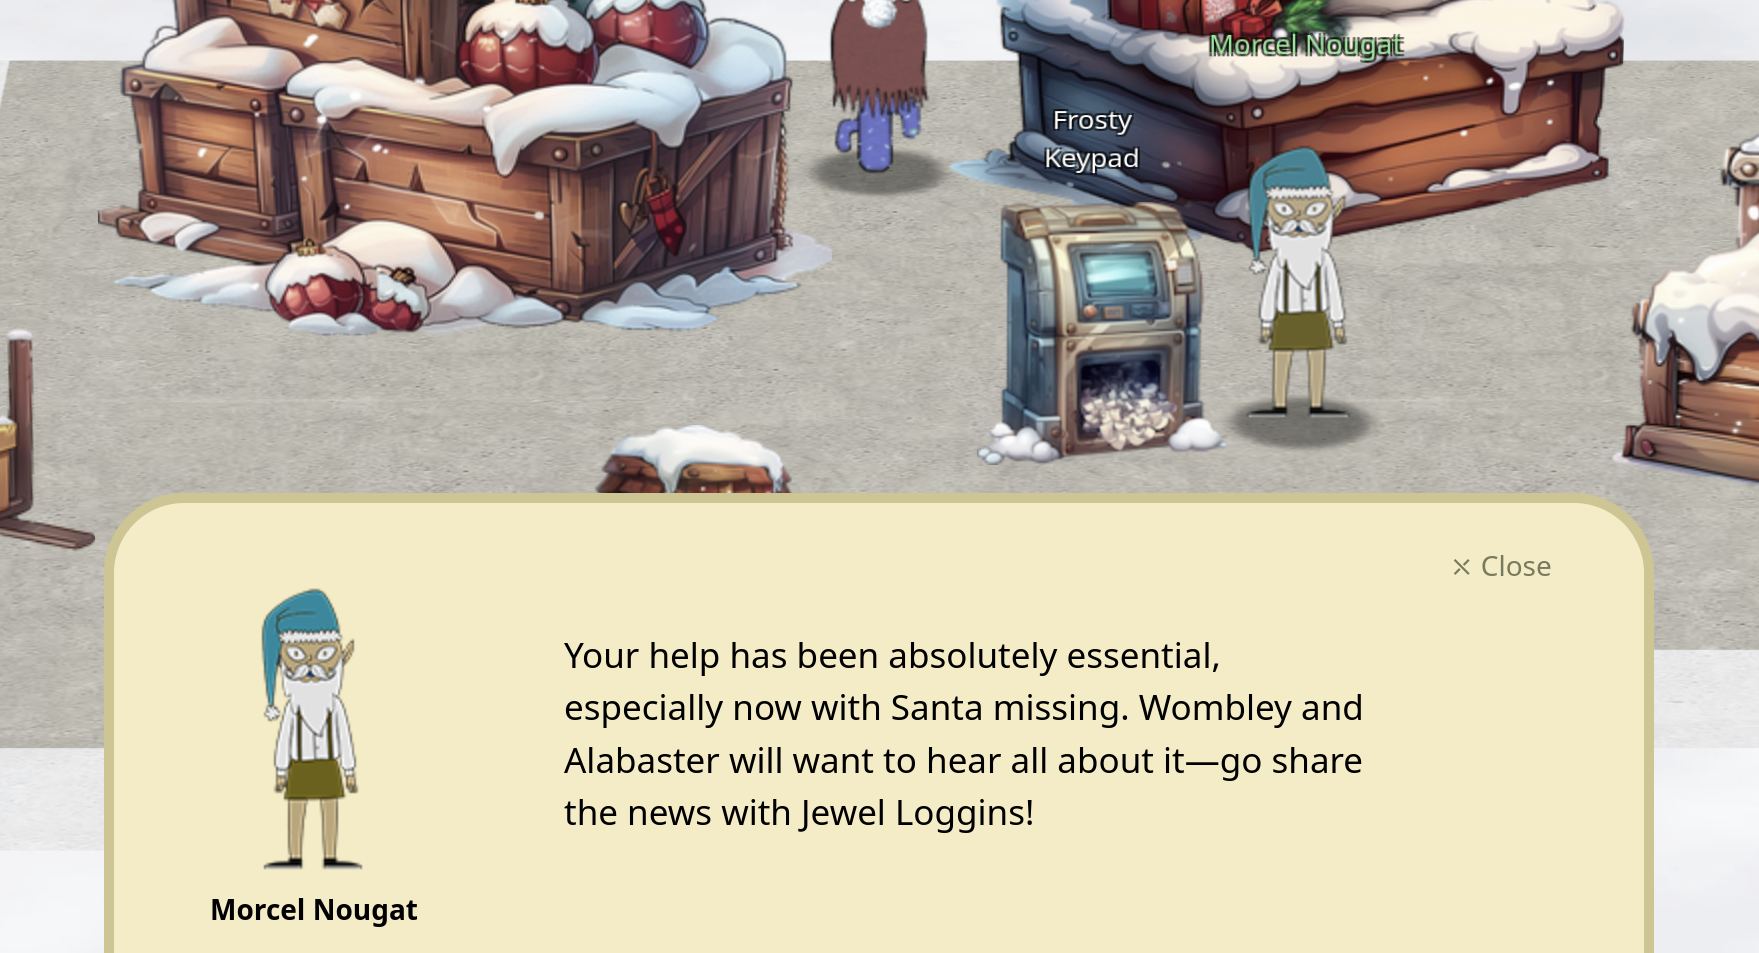 Morcel Nougat
Frosty
Keypad
× Close
Your help has been absolutely essential,
especially now with Santa missing. Wombley and
Alabaster will want to hear all about it—go share
the news with Jewel Loggins!
Morcel Nougat